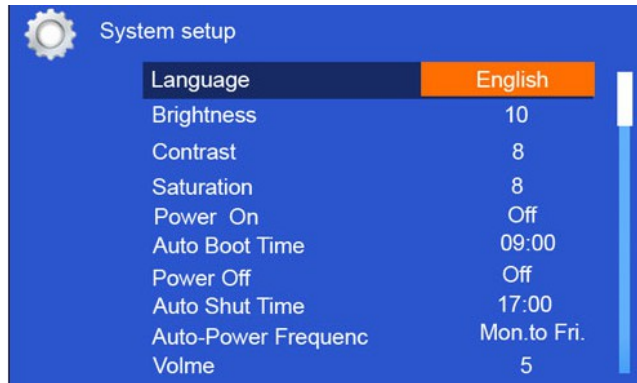 System setup
Language English
Brightness 10
Contrast 8
Saturation 8
Power On Off
Auto Boot Time 09:00
Power Off Off
Auto Shut Time 17:00
Auto-Power Frequenc Mon.to Fri.
Volme 5